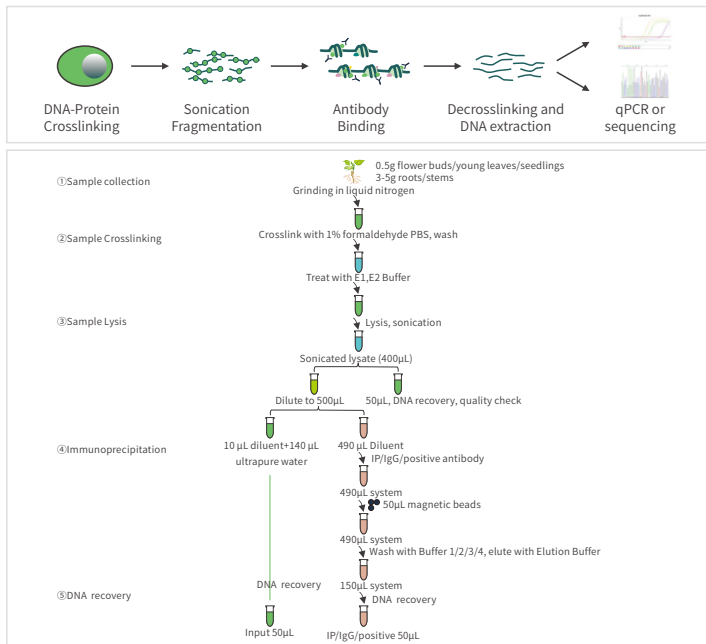 DNA-Protein
Crosslinking
Sonication
Fragmentation
Antibody
Binding
Decrosslinking and
DNA extraction
qPCR or
sequencing
①Sample collection
0.5g flower buds/young leaves/seedlings
3-5g roots/stems
Grinding in liquid nitrogen
②Sample Crosslinking
Crosslink with 1% formaldehyde PBS, wash
Treat with E1,E2 Buffer
③Sample Lysis
Lysis, sonication
Sonicated lysate (400μL)
Dilute to 500μL
50μL, DNA recovery, quality check
④Immunoprecipitation
10 μL diluent+140 μL
ultrapure water
490 μL Diluent
IP/IgG/positive antibody
490μL system
50μL magnetic beads
490μL system
Wash with Buffer 1/2/3/4, elute with Elution Buffer
150μL system
⑤DNA recovery
DNA recovery
DNA recovery
Input 50μL
IP/IgG/positive 50μL